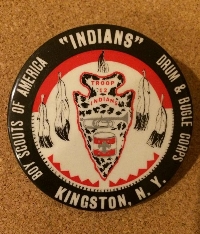 "INDIANS"
BOY SCOUTS OF AMERICA
DRUM & BUGLE CORPS
TROOP
INDIANS
KINGSTON, N.Y.